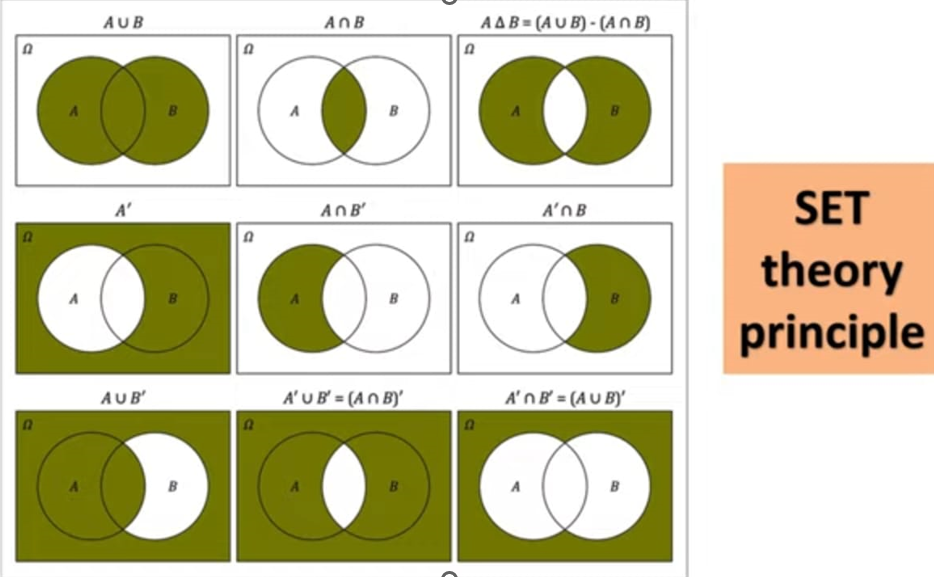 A ∪ B
A ∩ B
A Δ B = (A ∪ B) - (A ∩ B)
Ω
A
B
Ω
A
B
Ω
A
B
A′
A ∩ B′
A′ ∩ B
Ω
A
B
Ω
A
B
Ω
A
B
A ∪ B′
A′ ∪ B′ = (A ∩ B)′
A′ ∩ B′ = (A ∪ B)′
Ω
A
B
Ω
A
B
Ω
A
B
SET
theory
principle